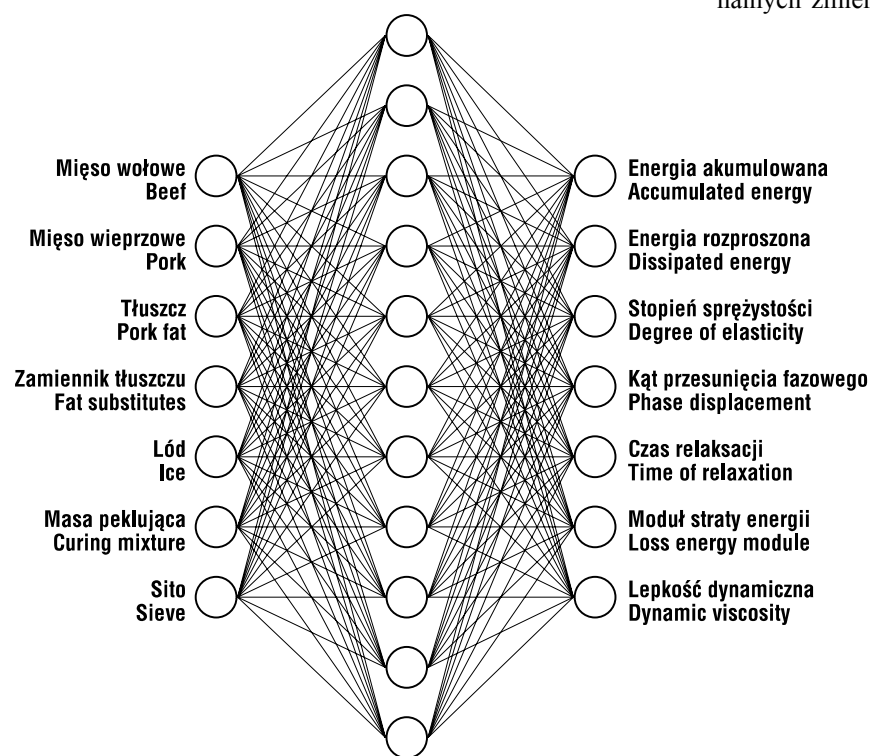 nalnych zmien
Mięso wołowe
Beef
Mięso wieprzowe
Pork
Tłuszcz
Pork fat
Zamiennik tłuszczu
Fat substitutes
Lód
Ice
Masa peklująca
Curing mixture
Sito
Sieve
Energia akumulowana
Accumulated energy
Energia rozproszona
Dissipated energy
Stopień sprężystości
Degree of elasticity
Kąt przesunięcia fazowego
Phase displacement
Czas relaksacji
Time of relaxation
Moduł straty energii
Loss energy module
Lepkość dynamiczna
Dynamic viscosity